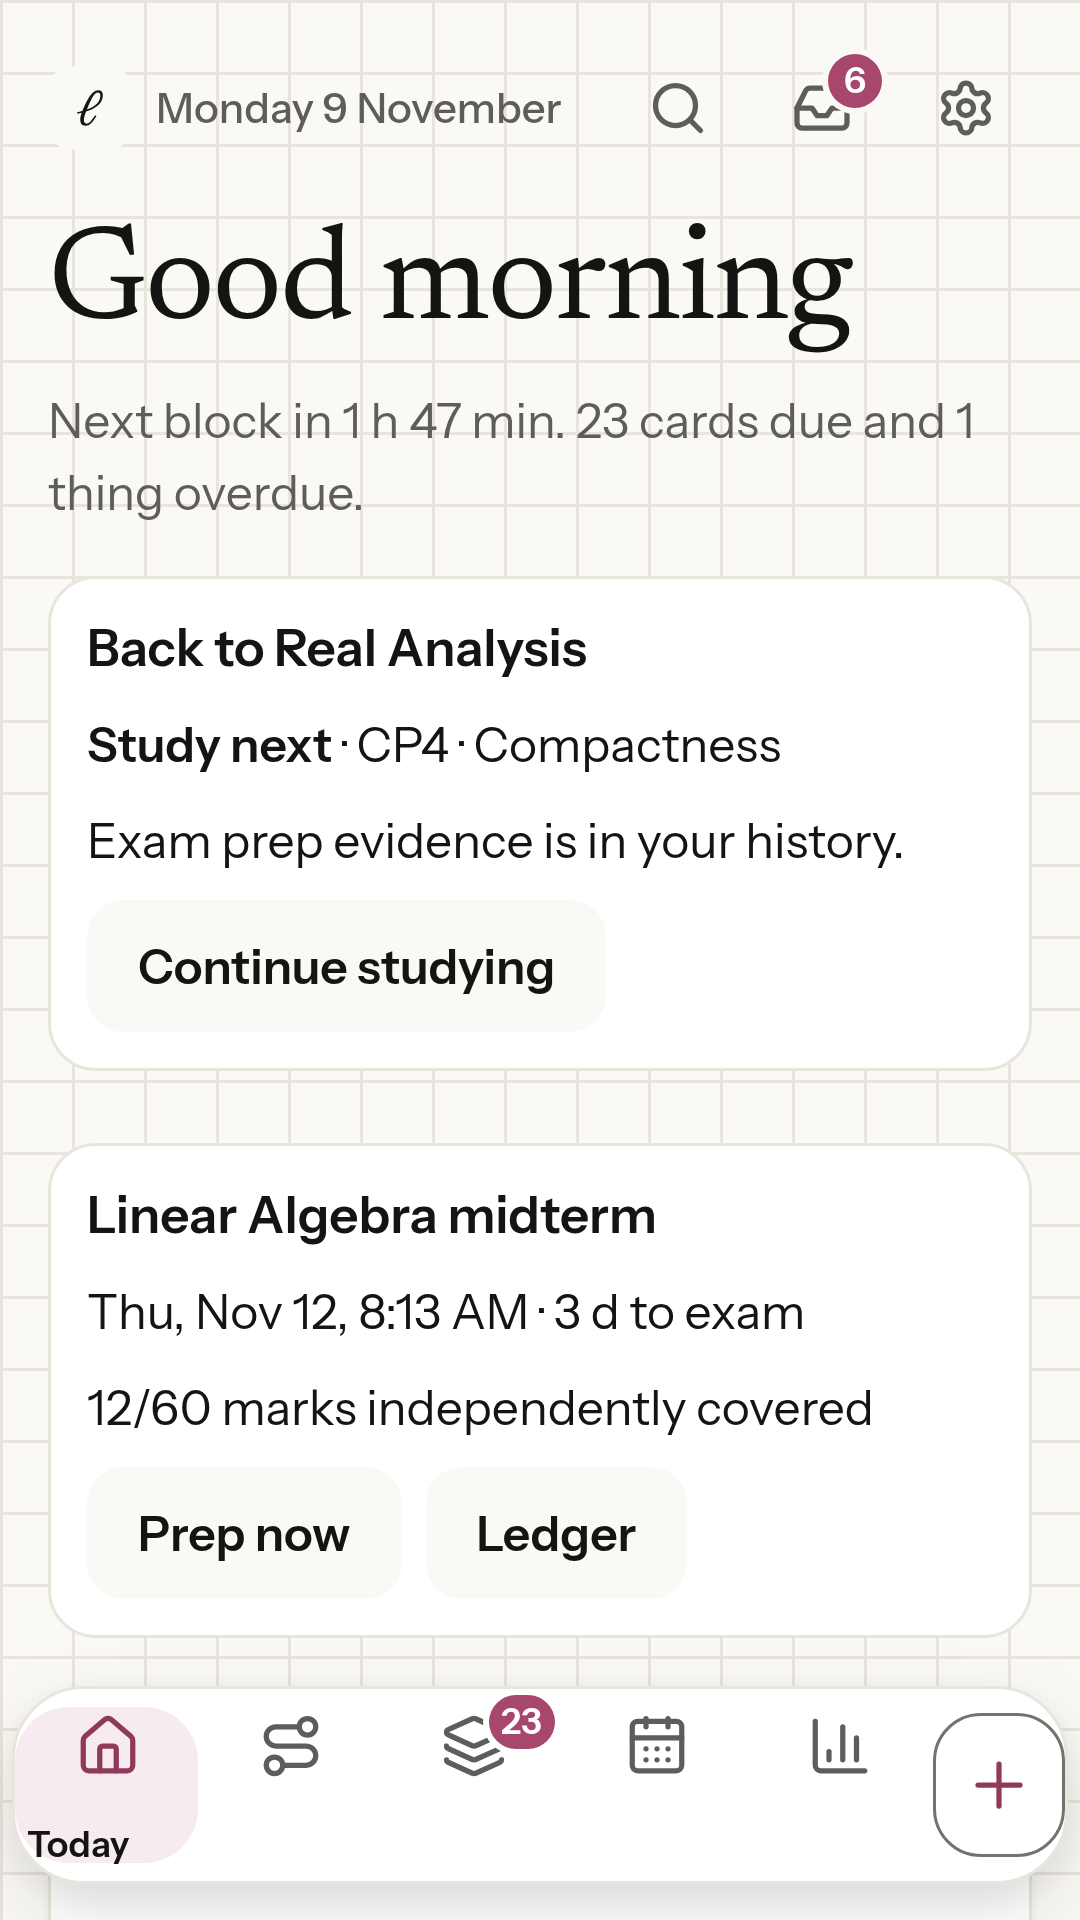 ℓ Monday 9 November 6
Good morning
Next block in 1 h 47 min. 23 cards due and 1
thing overdue.
Back to Real Analysis
Study next · CP4 · Compactness
Exam prep evidence is in your history.
Continue studying
Linear Algebra midterm
Thu, Nov 12, 8:13 AM · 3 d to exam
12/60 marks independently covered
Prep now Ledger
23
Today